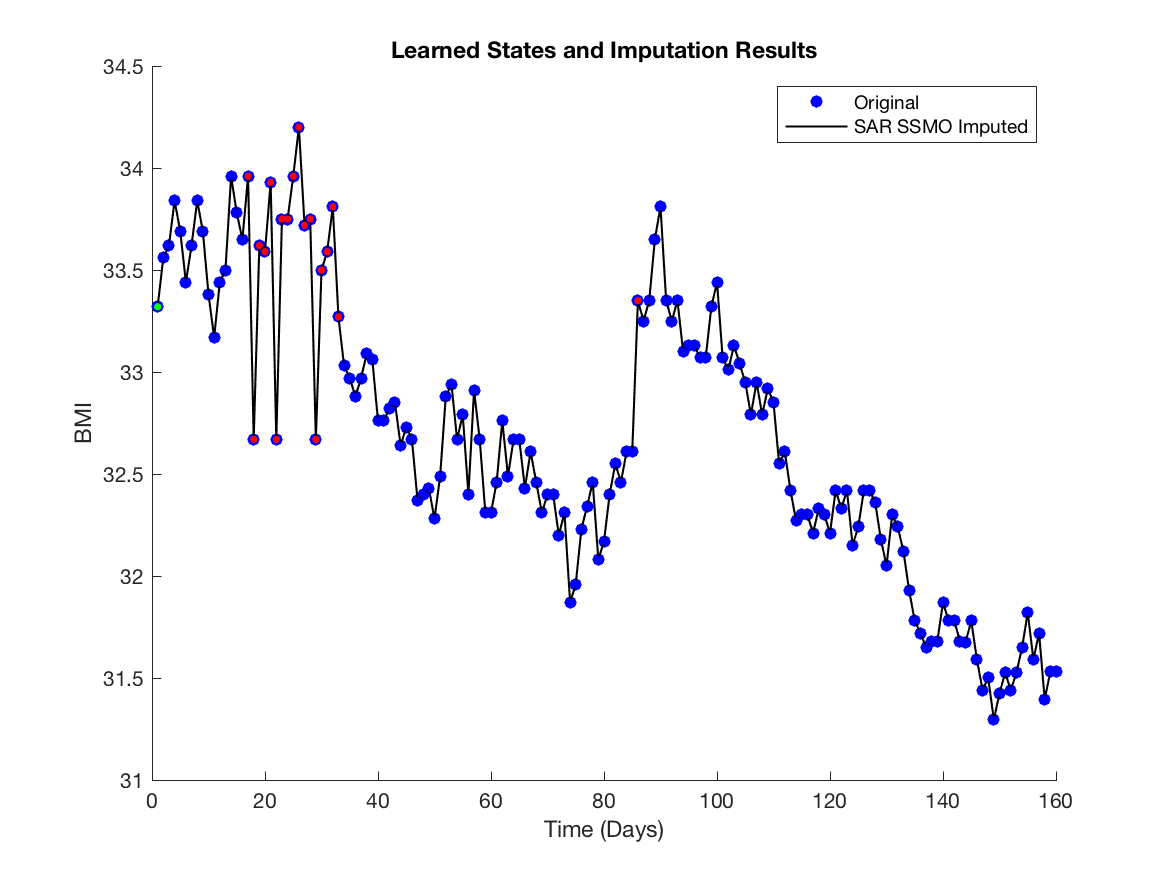 Learned States and Imputation Results
34.5
34
33.5
33
32.5
32
31.5
31
BMI
Original
SAR SSMO Imputed
0 20 40 60 80 100 120 140 160
Time (Days)